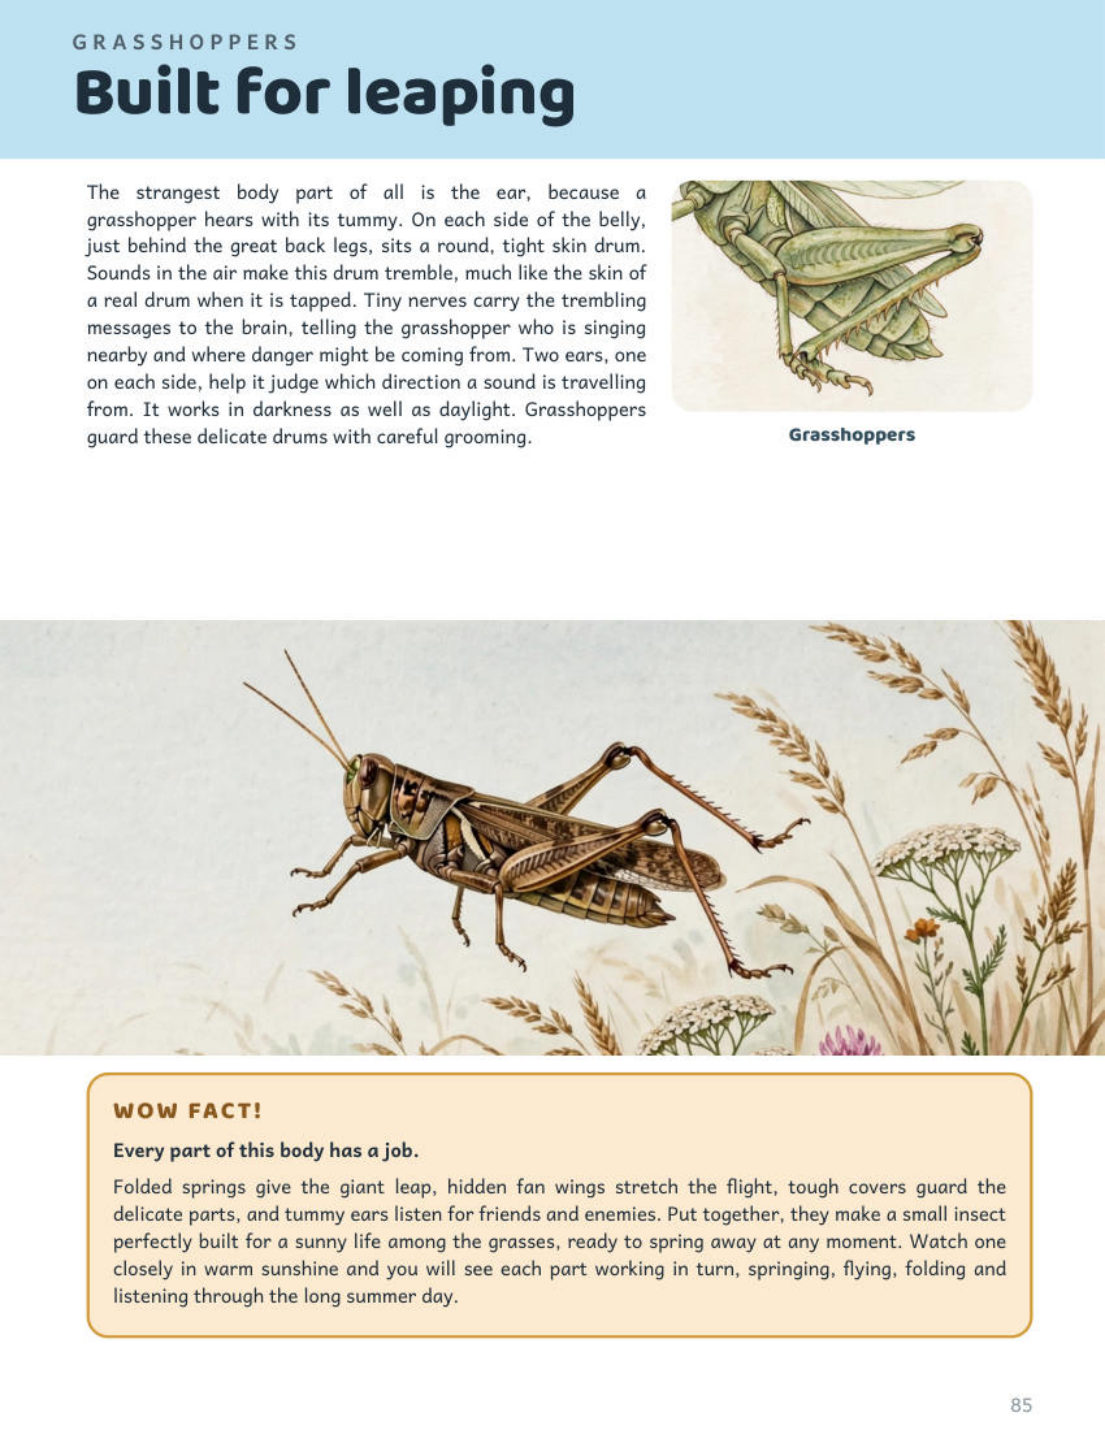 GRASSHOPPERS
Built for leaping
The strangest body part of all is the ear, because a
grasshopper hears with its tummy. On each side of the belly,
just behind the great back legs, sits a round, tight skin drum.
Sounds in the air make this drum tremble, much like the skin of
a real drum when it is tapped. Tiny nerves carry the trembling
messages to the brain, telling the grasshopper who is singing
nearby and where danger might be coming from. Two ears, one
on each side, help it judge which direction a sound is travelling
from. It works in darkness as well as daylight. Grasshoppers
guard these delicate drums with careful grooming.
Grasshoppers
WOW FACT!
Every part of this body has a job.
Folded springs give the giant leap, hidden fan wings stretch the flight, tough covers guard the
delicate parts, and tummy ears listen for friends and enemies. Put together, they make a small insect
perfectly built for a sunny life among the grasses, ready to spring away at any moment. Watch one
closely in warm sunshine and you will see each part working in turn, springing, flying, folding and
listening through the long summer day.
85